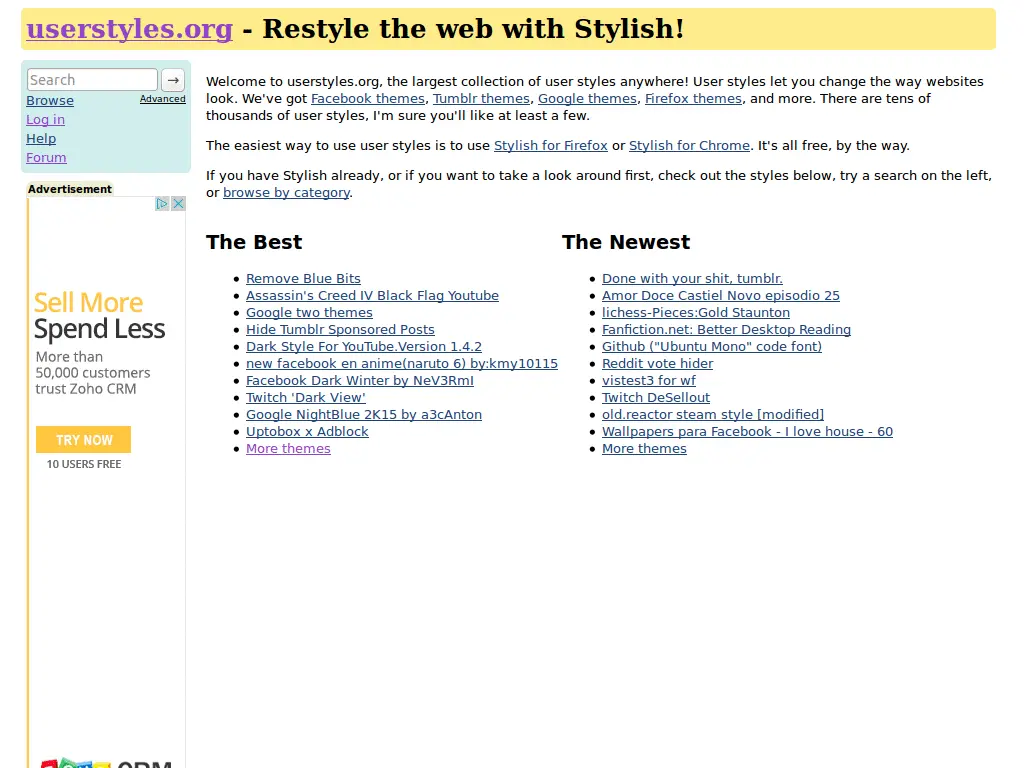 userstyles.org - Restyle the web with Stylish!
Search →
Browse Advanced
Log in
Help
Forum
Advertisement
Sell More
Spend Less
More than
50,000 customers
trust Zoho CRM
TRY NOW
10 USERS FREE
CRM
Welcome to userstyles.org, the largest collection of user styles anywhere! User styles let you change the way websites
look. We've got Facebook themes, Tumblr themes, Google themes, Firefox themes, and more. There are tens of
thousands of user styles, I'm sure you'll like at least a few.
The easiest way to use user styles is to use Stylish for Firefox or Stylish for Chrome. It's all free, by the way.
If you have Stylish already, or if you want to take a look around first, check out the styles below, try a search on the left,
or browse by category.
The Best
Remove Blue Bits
Assassin's Creed IV Black Flag Youtube
Google two themes
Hide Tumblr Sponsored Posts
Dark Style For YouTube.Version 1.4.2
new facebook en anime(naruto 6) by:kmy10115
Facebook Dark Winter by NeV3RmI
Twitch 'Dark View'
Google NightBlue 2K15 by a3cAnton
Uptobox x Adblock
More themes
The Newest
Done with your shit, tumblr.
Amor Doce Castiel Novo episodio 25
lichess-Pieces:Gold Staunton
Fanfiction.net: Better Desktop Reading
Github ("Ubuntu Mono" code font)
Reddit vote hider
vistest3 for wf
Twitch DeSellout
old.reactor steam style [modified]
Wallpapers para Facebook - I love house - 60
More themes